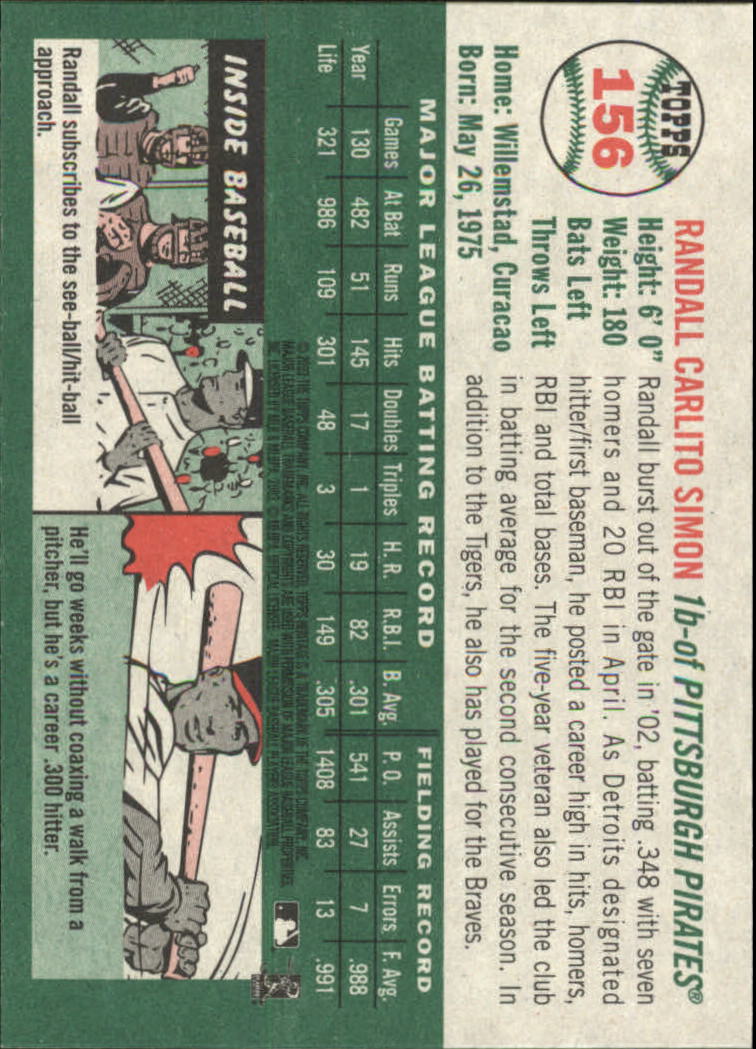 TOPPS
156
RANDALL CARLITO SIMON 1b-of PITTSBURGH PIRATES®
Height: 6' 0"
Weight: 180
Bats Left
Throws Left
Home: Willemstad, Curacao
Born: May 26, 1975
Randall burst out of the gate in '02, batting .348 with seven
homers and 20 RBI in April. As Detroits designated
hitter/first baseman, he posted a career high in hits, homers,
RBI and total bases. The five-year veteran also led the club
in batting average for the second consecutive season. In
addition to the Tigers, he also has played for the Braves.
MAJOR LEAGUE BATTING RECORD FIELDING RECORD
Games At Bat Runs Hits Doubles Triples H. R. R.B.I. B. Avg. P. O. Assists Errors F. Avg.
Year 130 482 51 145 17 1 19 82 .301 541 27 7 .988
Life 321 986 109 301 48 3 30 149 .305 1408 83 13 .991
INSIDE BASEBALL
Randall subscribes to the see-ball/hit-ball
approach.
He'll go weeks without coaxing a walk from a
pitcher, but he's a career .300 hitter.